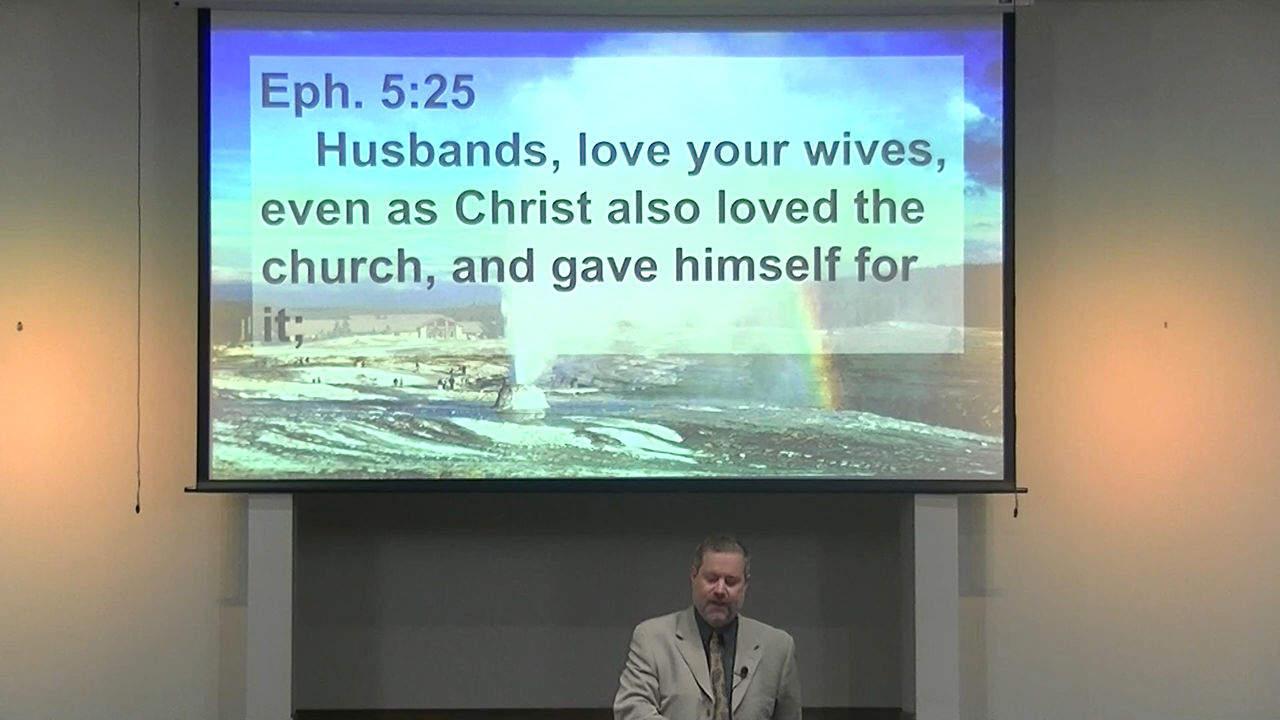 Eph. 5:25
Husbands, love your wives,
even as Christ also loved the
church, and gave himself for
it;